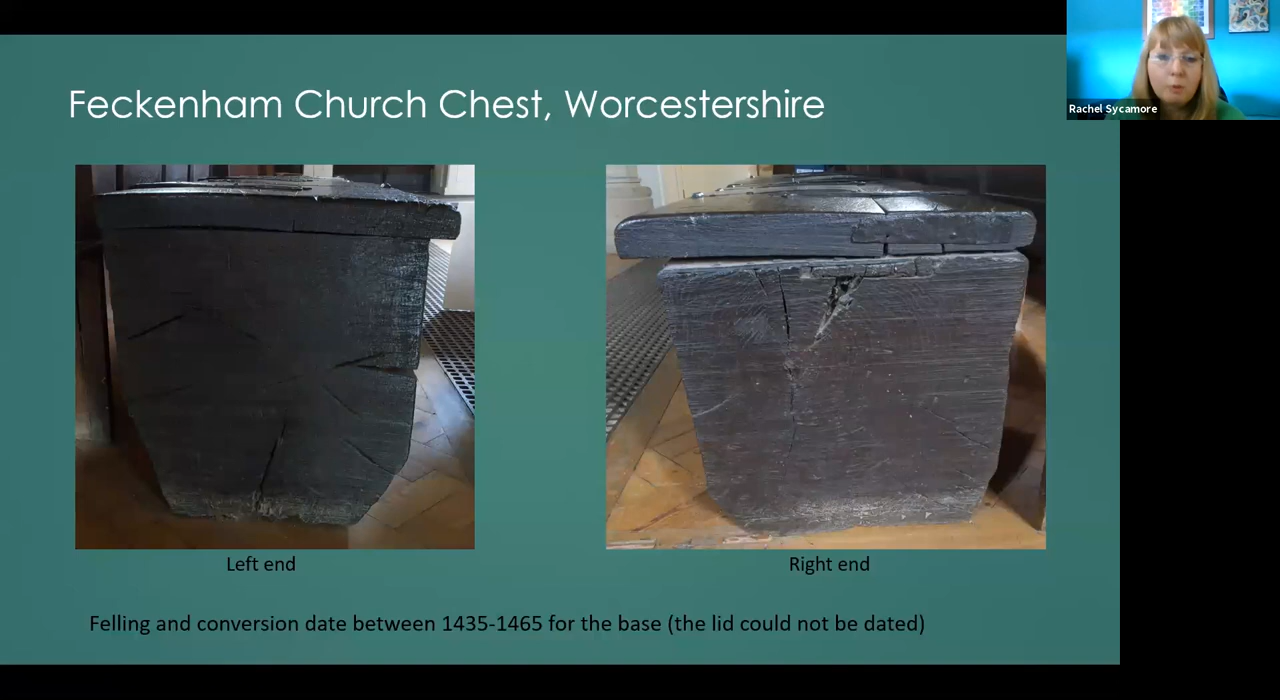 Feckenham Church Chest, Worcestershire
Rachel Sycamore
Left end
Right end
Felling and conversion date between 1435-1465 for the base (the lid could not be dated)